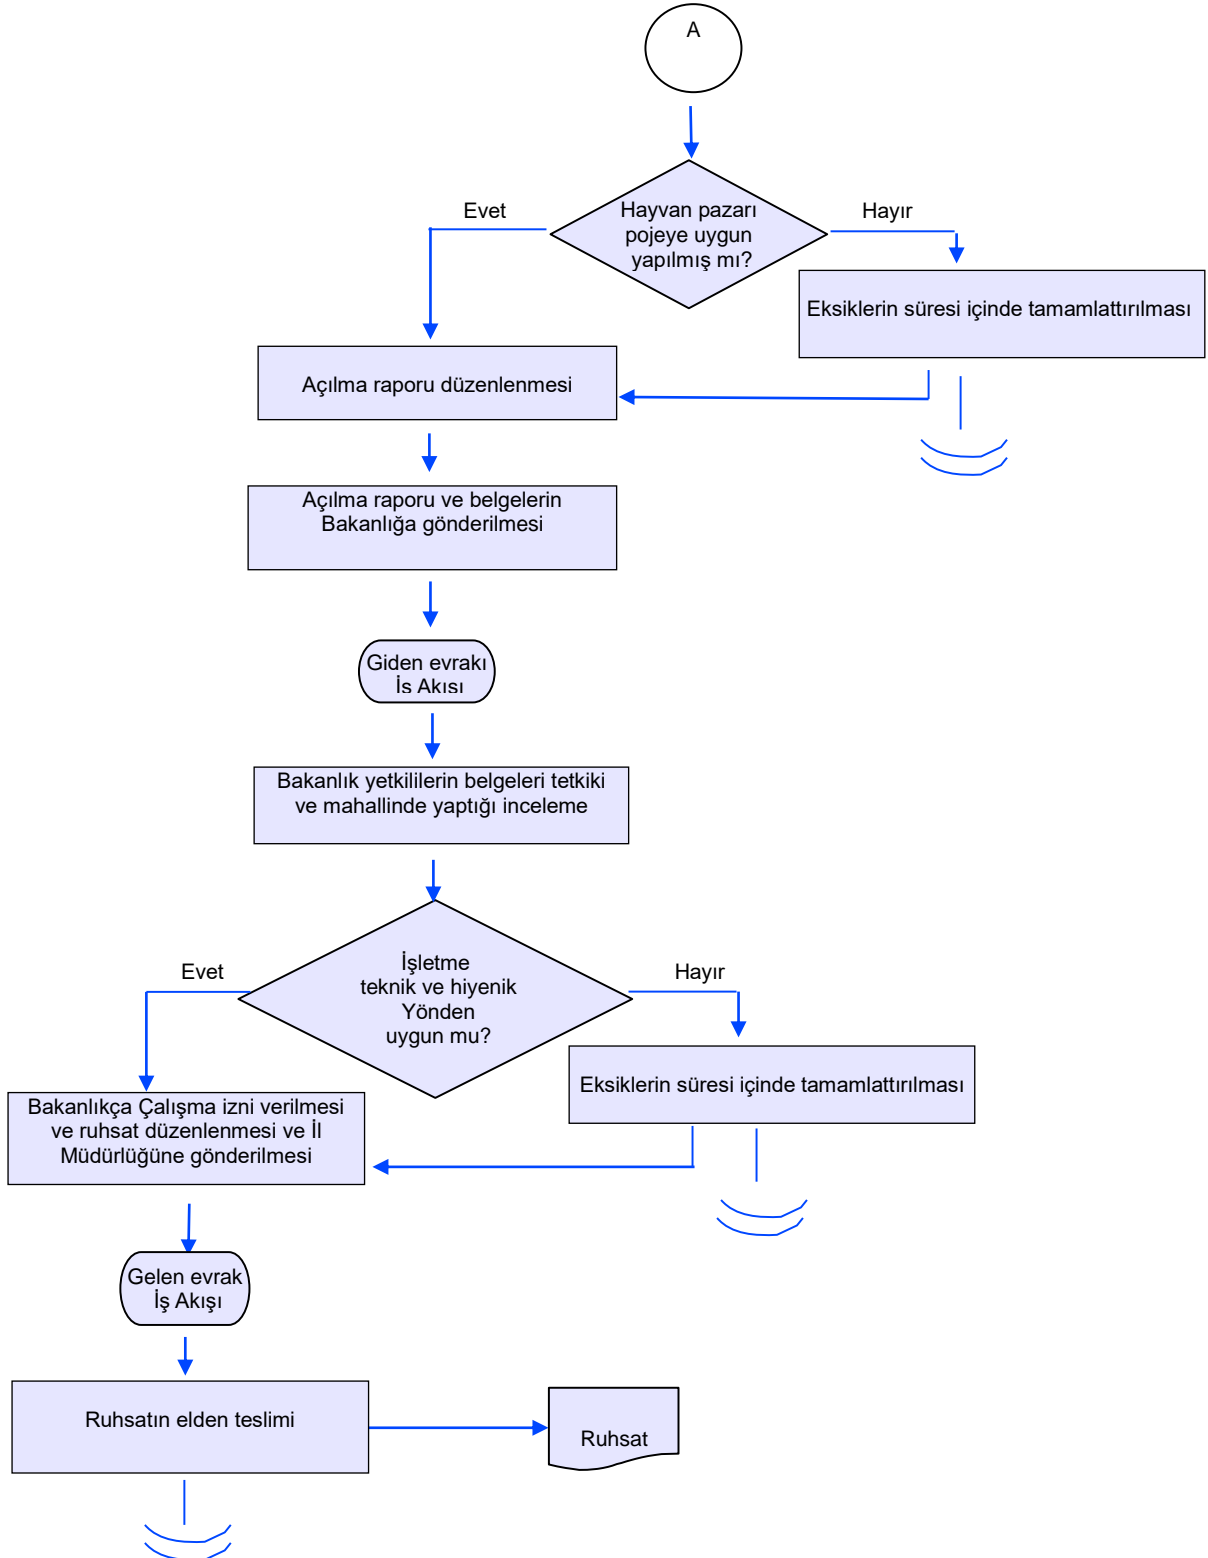 A
Evet
Hayvan pazarı
pojeye uygun
yapılmış mı?
Hayır
Eksiklerin süresi içinde tamamlattırılması
Açılma raporu düzenlenmesi
Açılma raporu ve belgelerin
Bakanlığa gönderilmesi
Giden evrakı
İş Akışı
Bakanlık yetkililerin belgeleri tetkiki
ve mahallinde yaptığı inceleme
Evet
İşletme
teknik ve hiyenik
Yönden
uygun mu?
Hayır
Eksiklerin süresi içinde tamamlattırılması
Bakanlıkça Çalışma izni verilmesi
ve ruhsat düzenlenmesi ve İl
Müdürlüğüne gönderilmesi
Gelen evrak
İş Akışı
Ruhsatın elden teslimi
Ruhsat